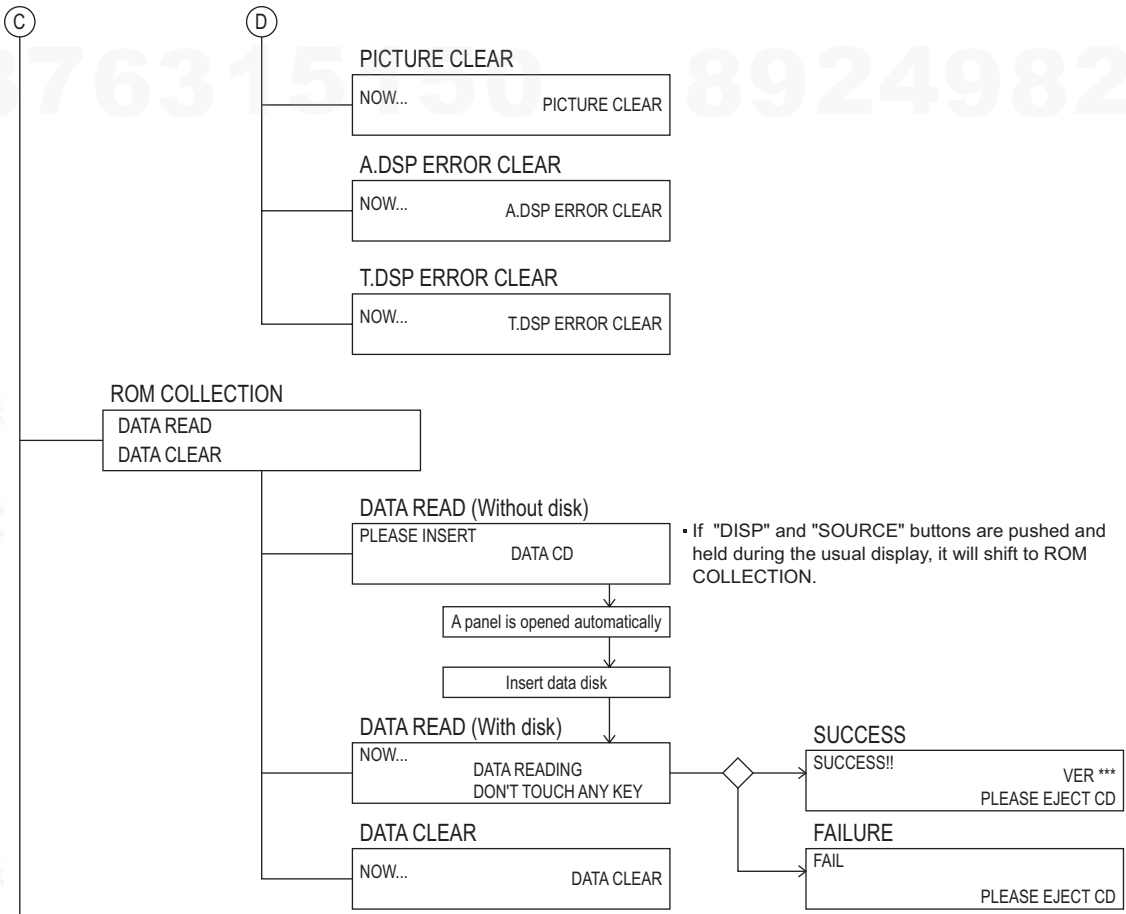 C
D
876315150 892498299
PICTURE CLEAR
NOW...
PICTURE CLEAR
A.DSP ERROR CLEAR
NOW...
A.DSP ERROR CLEAR
T.DSP ERROR CLEAR
NOW...
T.DSP ERROR CLEAR
ROM COLLECTION
DATA READ
DATA CLEAR
DATA READ (Without disk)
PLEASE INSERT
DATA CD
▪ If "DISP" and "SOURCE" buttons are pushed and
held during the usual display, it will shift to ROM
COLLECTION.
A panel is opened automatically
Insert data disk
DATA READ (With disk)
NOW...
DATA READING
DON'T TOUCH ANY KEY
SUCCESS
SUCCESS!!
VER ***
PLEASE EJECT CD
DATA CLEAR
NOW...
DATA CLEAR
FAILURE
FAIL
PLEASE EJECT CD